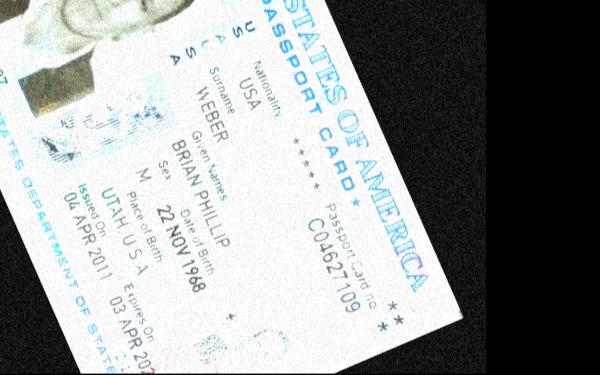 STATES OF AMERICA
PASSPORT CARD
Nationality
USA
Passport Card no
C04627109
Surname
WEBER
Given Names
BRIAN PHILLIP
Sex
M
Date of Birth
22 NOV 1968
Place of Birth
UTAH, U S A
Issued On
04 APR 2011
Expires On
03 APR 202
USA
STATES DEPARTMENT OF STATE